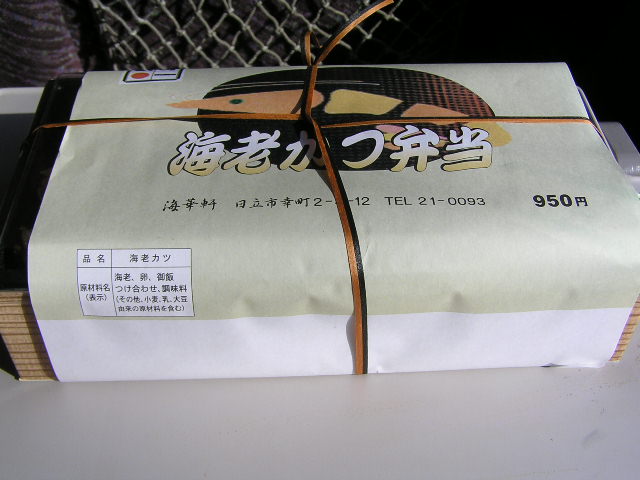 海老かつ弁当
海華軒 日立市幸町2- -12 TEL 21-0093
950円
品名 海老カツ
原材料名(表示) 海老、卵、御飯
つけ合わせ、調味料
(その他、小麦、乳、大豆
由来の原材料を含む)